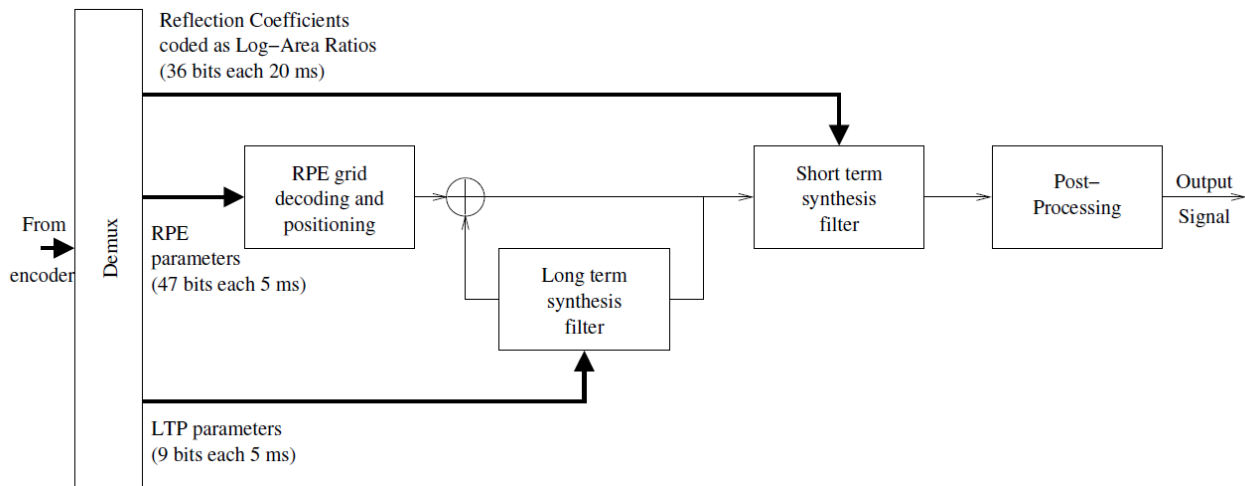 Reflection Coefficients
coded as Log−Area Ratios
(36 bits each 20 ms)
RPE grid
decoding and
positioning
Short term
synthesis
filter
Post−
Processing
Output
Signal
From
encoder
Demux
RPE
parameters
(47 bits each 5 ms)
Long term
synthesis
filter
LTP parameters
(9 bits each 5 ms)